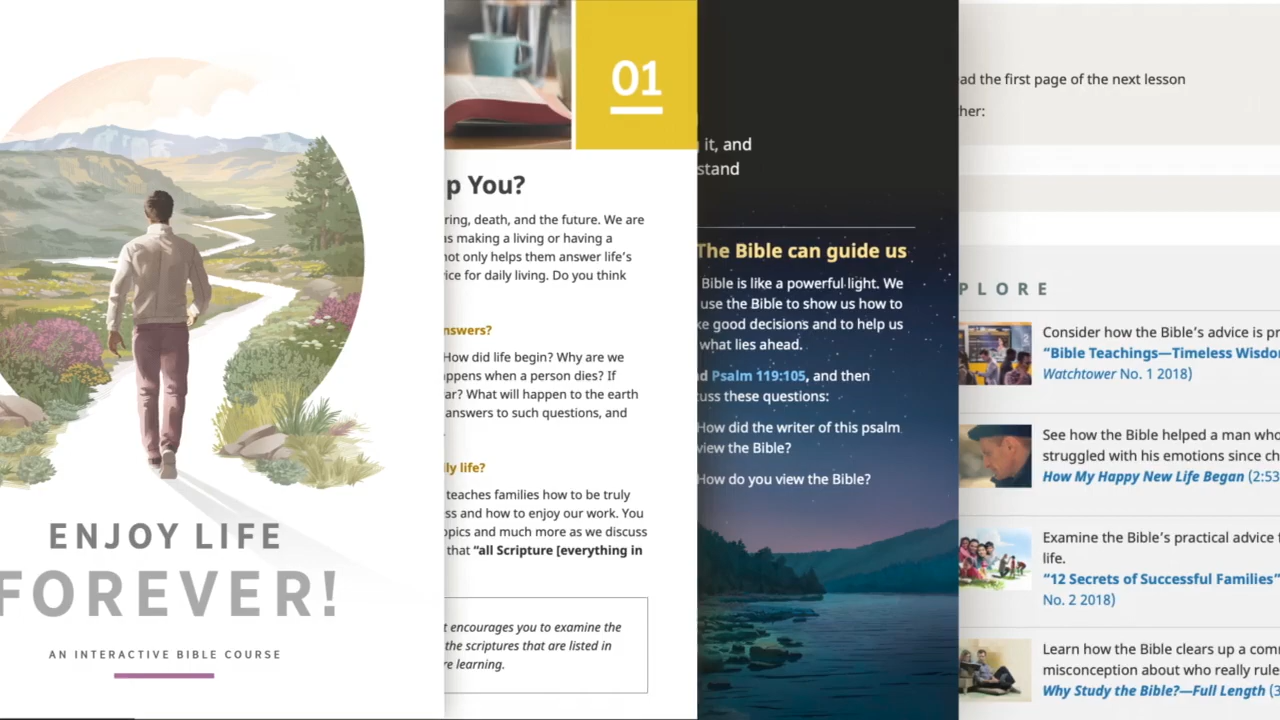 ENJOY LIFE
FOREVER!
AN INTERACTIVE BIBLE COURSE
01
p You?
ring, death, and the future. We are
s making a living or having a
not only helps them answer life’s
ice for daily living. Do you think
nswers?
How did life begin? Why are we
ppens when a person dies? If
ar? What will happen to the earth
answers to such questions, and
ly life?
teaches families how to be truly
ss and how to enjoy our work. You
opics and much more as we discuss
that “all Scripture [everything in
t encourages you to examine the
the scriptures that are listed in
re learning.
it, and
stand
The Bible can guide us
Bible is like a powerful light. We
use the Bible to show us how to
ke good decisions and to help us
what lies ahead.
d Psalm 119:105, and then
uss these questions:
How did the writer of this psalm
view the Bible?
How do you view the Bible?
ad the first page of the next lesson
her:
PLORE
Consider how the Bible’s advice is pr
“Bible Teachings—Timeless Wisdo
Watchtower No. 1 2018)
See how the Bible helped a man who
struggled with his emotions since ch
How My Happy New Life Began (2:53
Examine the Bible’s practical advice f
life.
“12 Secrets of Successful Families”
No. 2 2018)
Learn how the Bible clears up a com
misconception about who really rule
Why Study the Bible?—Full Length (3